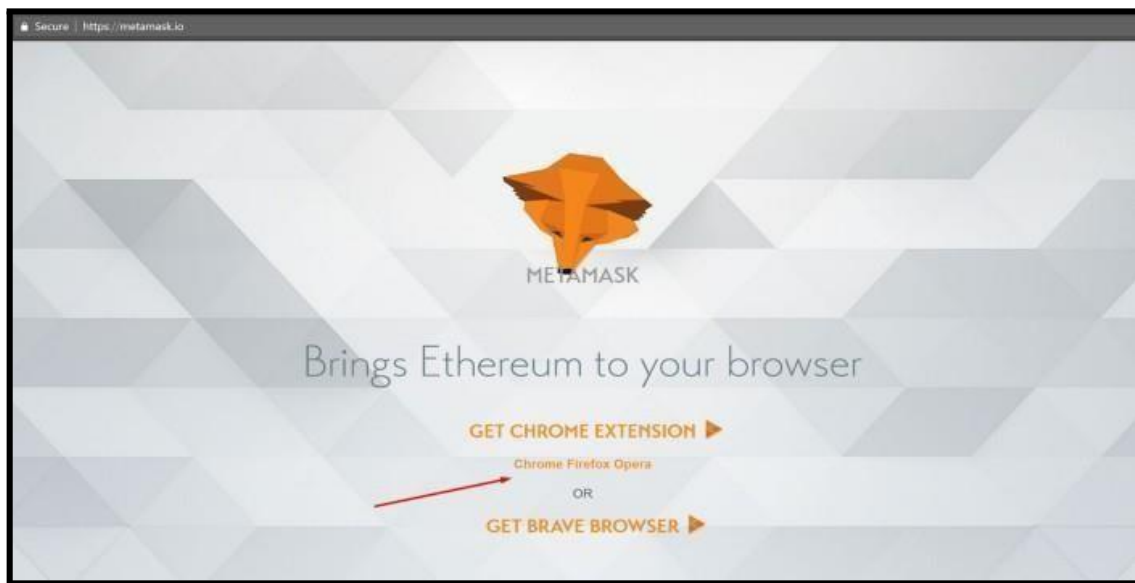 Secure | https://metamask.io
METAMASK
Brings Ethereum to your browser
GET CHROME EXTENSION
Chrome Firefox Opera
OR
GET BRAVE BROWSER